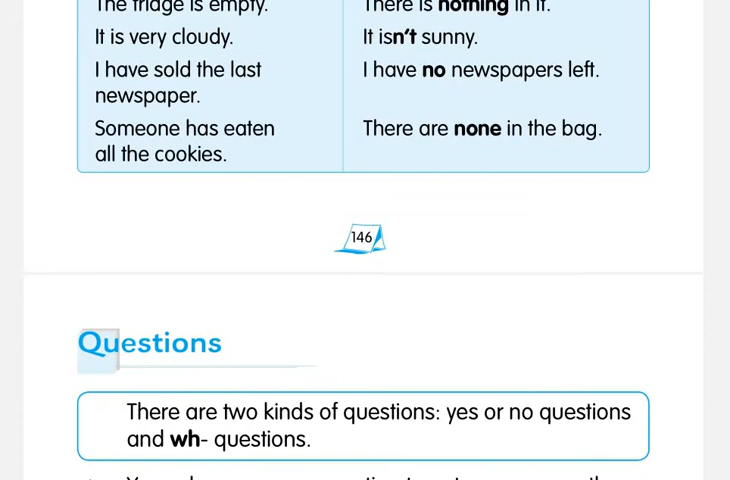 The fridge is empty. There is nothing in it.
It is very cloudy. It isn't sunny.
I have sold the last I have no newspapers left.
newspaper.
Someone has eaten There are none in the bag.
all the cookies.
146
Questions
There are two kinds of questions: yes or no questions
and wh- questions.